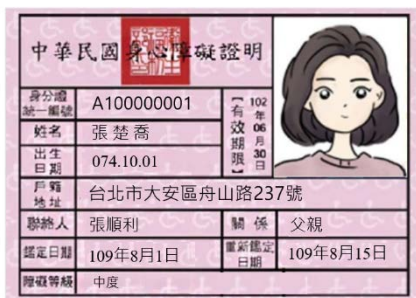 中華民國身心障礙證明
身分證統一編號 A100000001
【有效期限】 102年06月30日
姓名 張楚喬
出生日期 074.10.01
戶籍地址 台北市大安區舟山路237號
聯絡人 張順利 關係 父親
鑑定日期 109年8月1日 重新鑑定日期 109年8月15日
障礙等級 中度